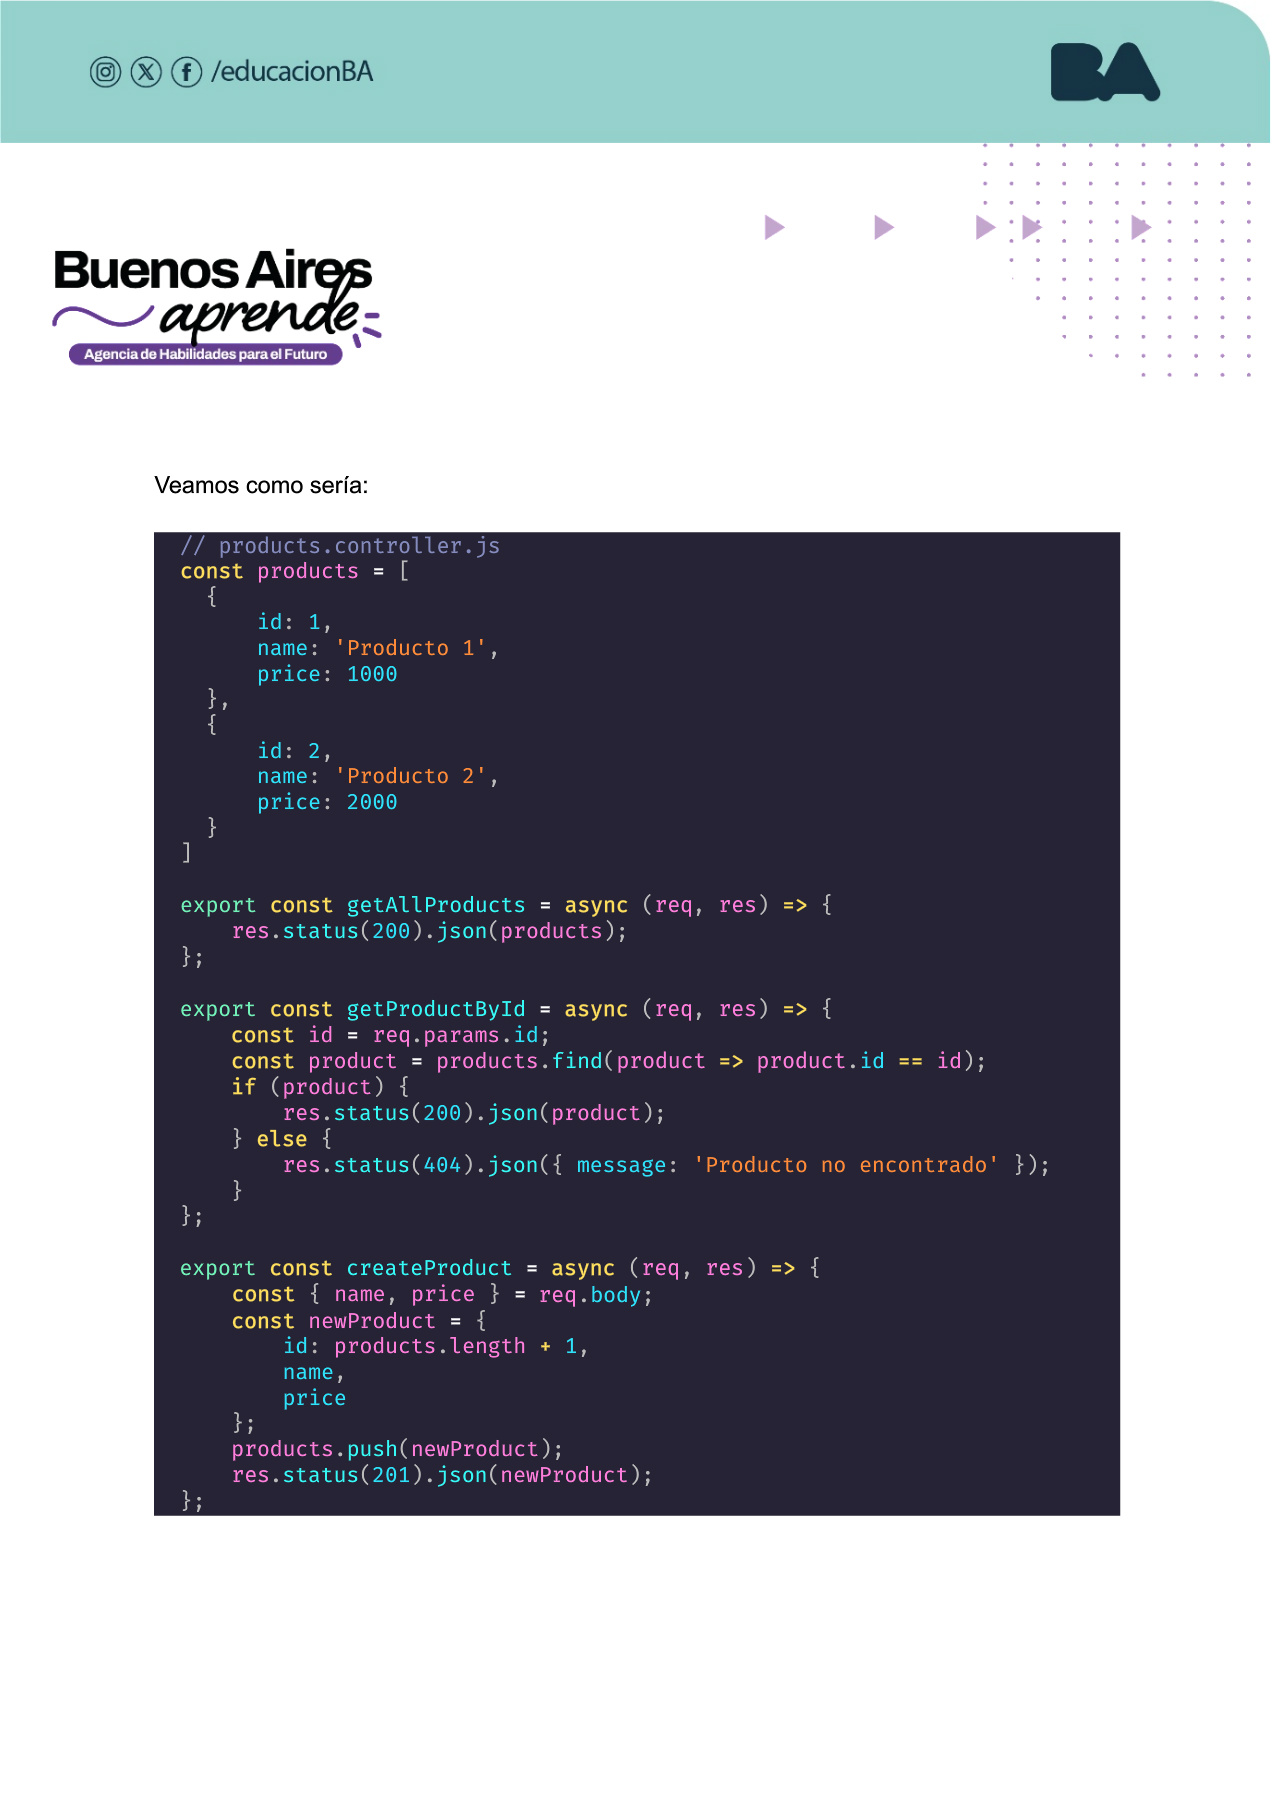 /educacionBA
BA
Buenos Aires
aprende
Agencia de Habilidades para el Futuro
Veamos como sería:
// products.controller.js
const products = [
  {
      id: 1,
      name: 'Producto 1',
      price: 1000
  },
  {
      id: 2,
      name: 'Producto 2',
      price: 2000
  }
]
export const getAllProducts = async (req, res) => {
    res.status(200).json(products);
};
export const getProductById = async (req, res) => {
    const id = req.params.id;
    const product = products.find(product => product.id == id);
    if (product) {
        res.status(200).json(product);
    } else {
        res.status(404).json({ message: 'Producto no encontrado' });
    }
};
export const createProduct = async (req, res) => {
    const { name, price } = req.body;
    const newProduct = {
        id: products.length + 1,
        name,
        price
    };
    products.push(newProduct);
    res.status(201).json(newProduct);
};